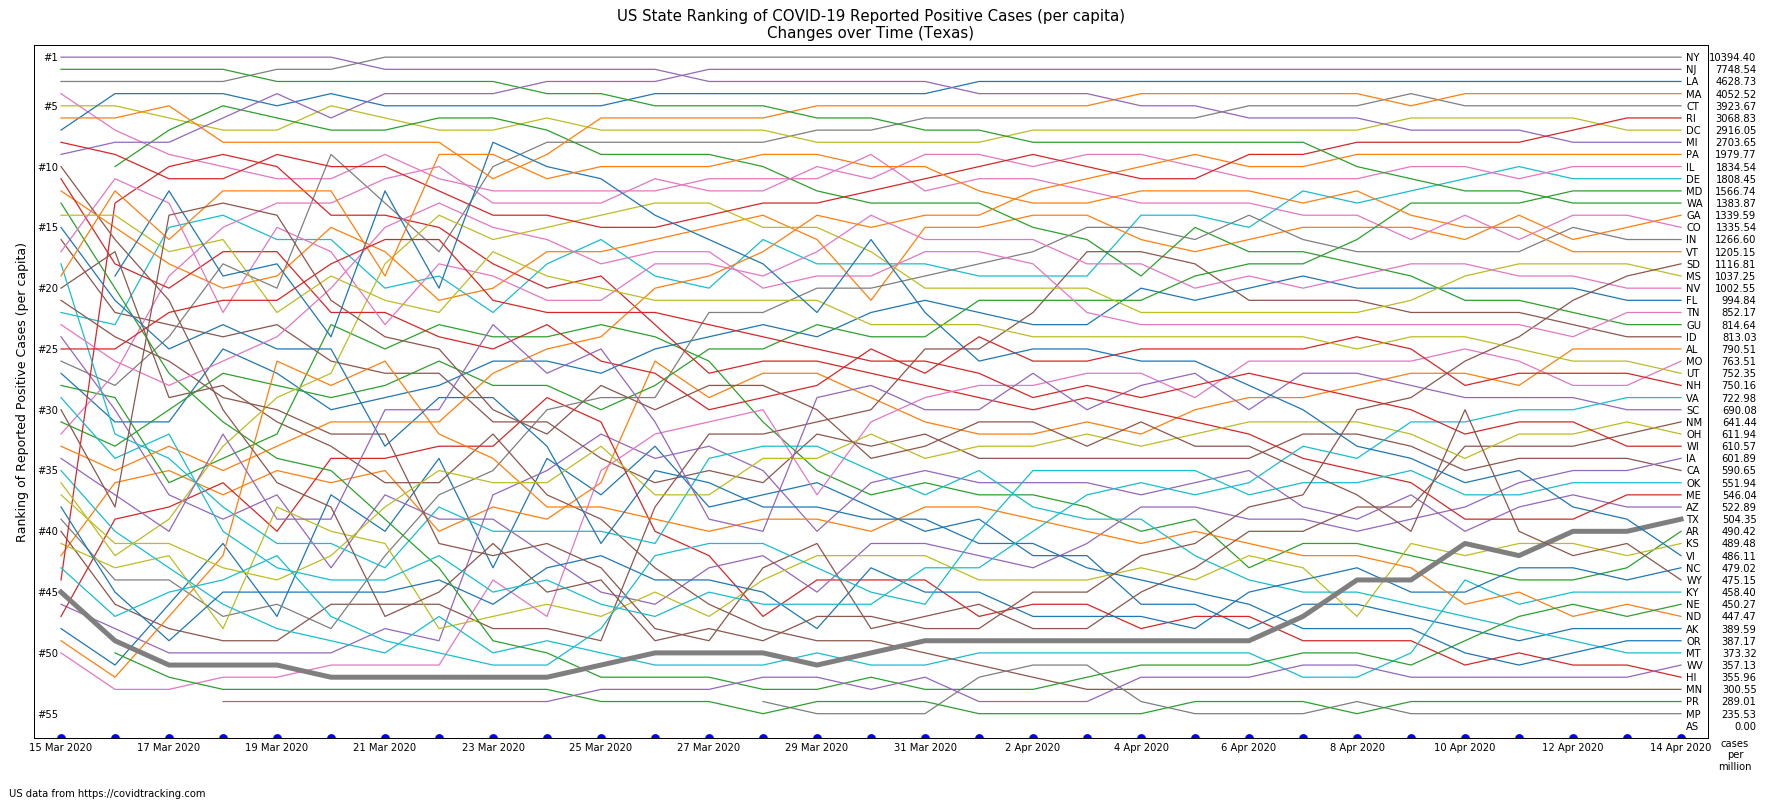 US State Ranking of COVID-19 Reported Positive Cases (per capita)
Changes over Time (Texas)
Ranking of Reported Positive Cases (per capita)
#1
#5
#10
#15
#20
#25
#30
#35
#40
#45
#50
#55
NY 10394.40
NJ 7748.54
LA 4628.73
MA 4052.52
CT 3923.67
RI 3068.83
DC 2916.05
MI 2703.65
PA 1979.77
IL 1834.54
DE 1808.45
MD 1566.74
WA 1383.87
GA 1339.59
CO 1335.54
IN 1266.60
VT 1205.15
SD 1116.81
MS 1037.25
NV 1002.55
FL 994.84
TN 852.17
GU 814.64
ID 813.03
AL 790.51
MO 763.51
UT 752.35
NH 750.16
VA 722.98
SC 690.08
NM 641.44
OH 611.94
WI 610.57
IA 601.89
CA 590.65
OK 551.94
ME 546.04
AZ 522.89
TX 504.35
AR 490.42
KS 489.48
VI 486.11
NC 479.02
WY 475.15
KY 458.40
NE 450.27
ND 447.47
AK 389.59
OR 387.17
MT 373.32
WV 357.13
HI 355.96
MN 300.55
PR 289.01
MP 235.53
AS 0.00
15 Mar 2020 17 Mar 2020 19 Mar 2020 21 Mar 2020 23 Mar 2020 25 Mar 2020 27 Mar 2020 29 Mar 2020 31 Mar 2020 2 Apr 2020 4 Apr 2020 6 Apr 2020 8 Apr 2020 10 Apr 2020 12 Apr 2020 14 Apr 2020
cases
per
million
US data from https://covidtracking.com